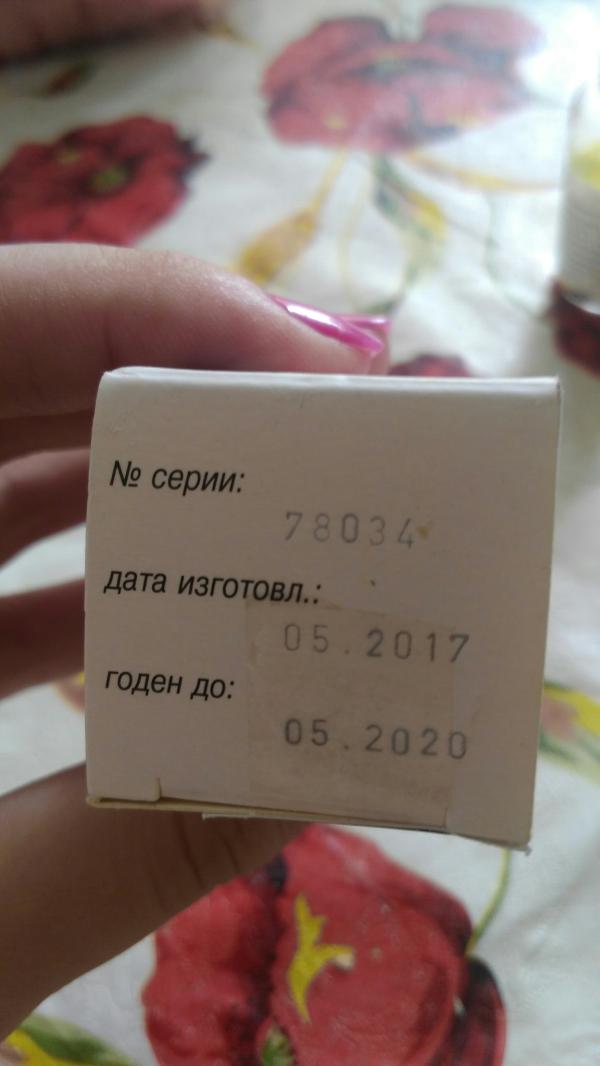 № серии:
78034
дата изготовл.:
05.2017
годен до:
05.2020